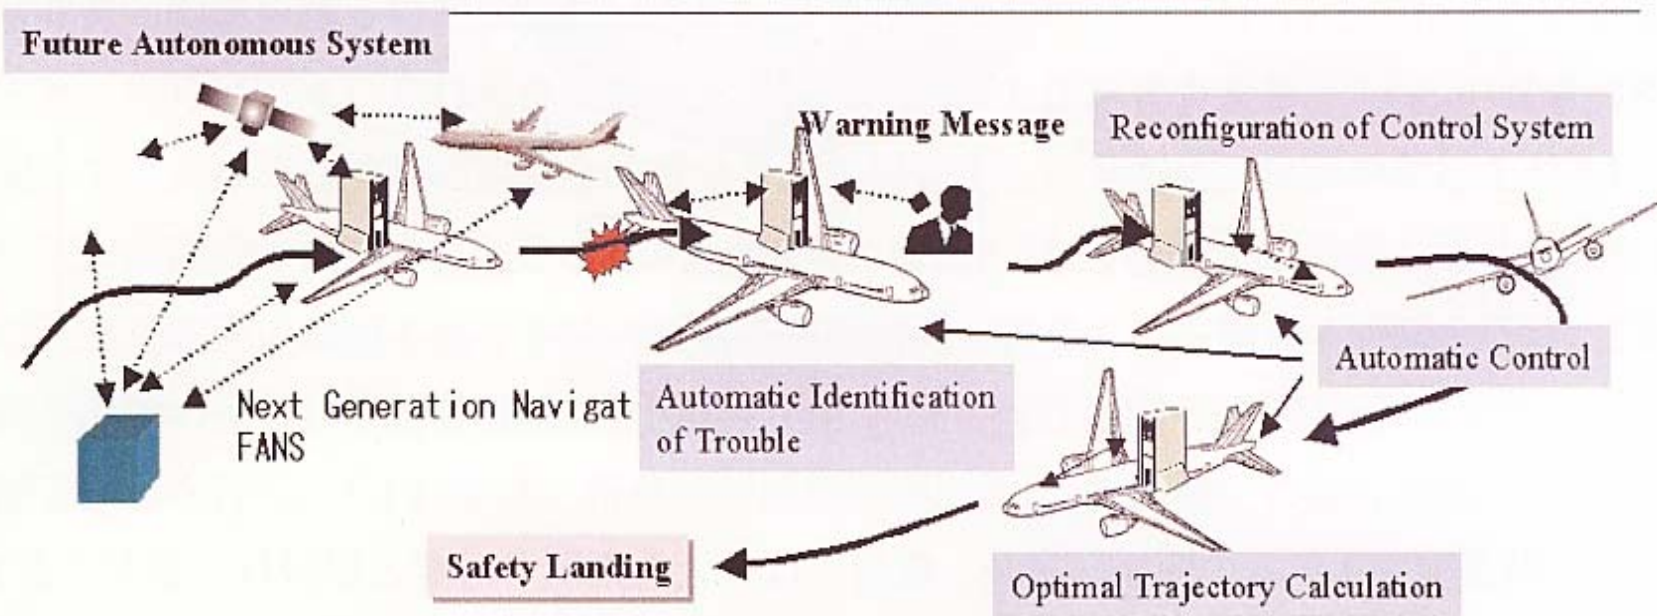 Future Autonomous System
Warning Message
Reconfiguration of Control System
Automatic Control
Next Generation Navigat
FANS
Automatic Identification
of Trouble
Safety Landing
Optimal Trajectory Calculation